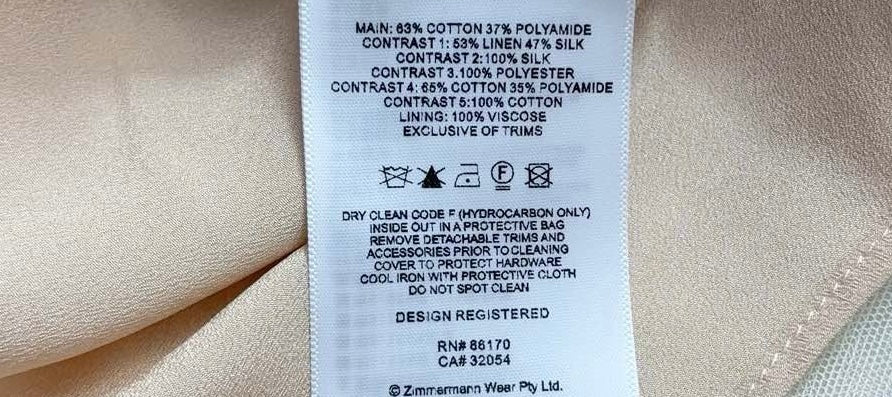 MAIN: 63% COTTON 37% POLYAMIDE
CONTRAST 1: 53% LINEN 47% SILK
CONTRAST 2:100% SILK
CONTRAST 3.100% POLYESTER
CONTRAST 4: 65% COTTON 35% POLYAMIDE
CONTRAST 5:100% COTTON
LINING: 100% VISCOSE
EXCLUSIVE OF TRIMS
F
DRY CLEAN CODE F (HYDROCARBON ONLY)
INSIDE OUT IN A PROTECTIVE BAG
REMOVE DETACHABLE TRIMS AND
ACCESSORIES PRIOR TO CLEANING
COVER TO PROTECT HARDWARE
COOL IRON WITH PROTECTIVE CLOTH
DO NOT SPOT CLEAN
DESIGN REGISTERED
RN# 86170
CA# 32054
© Zimmermann Wear Pty Ltd.